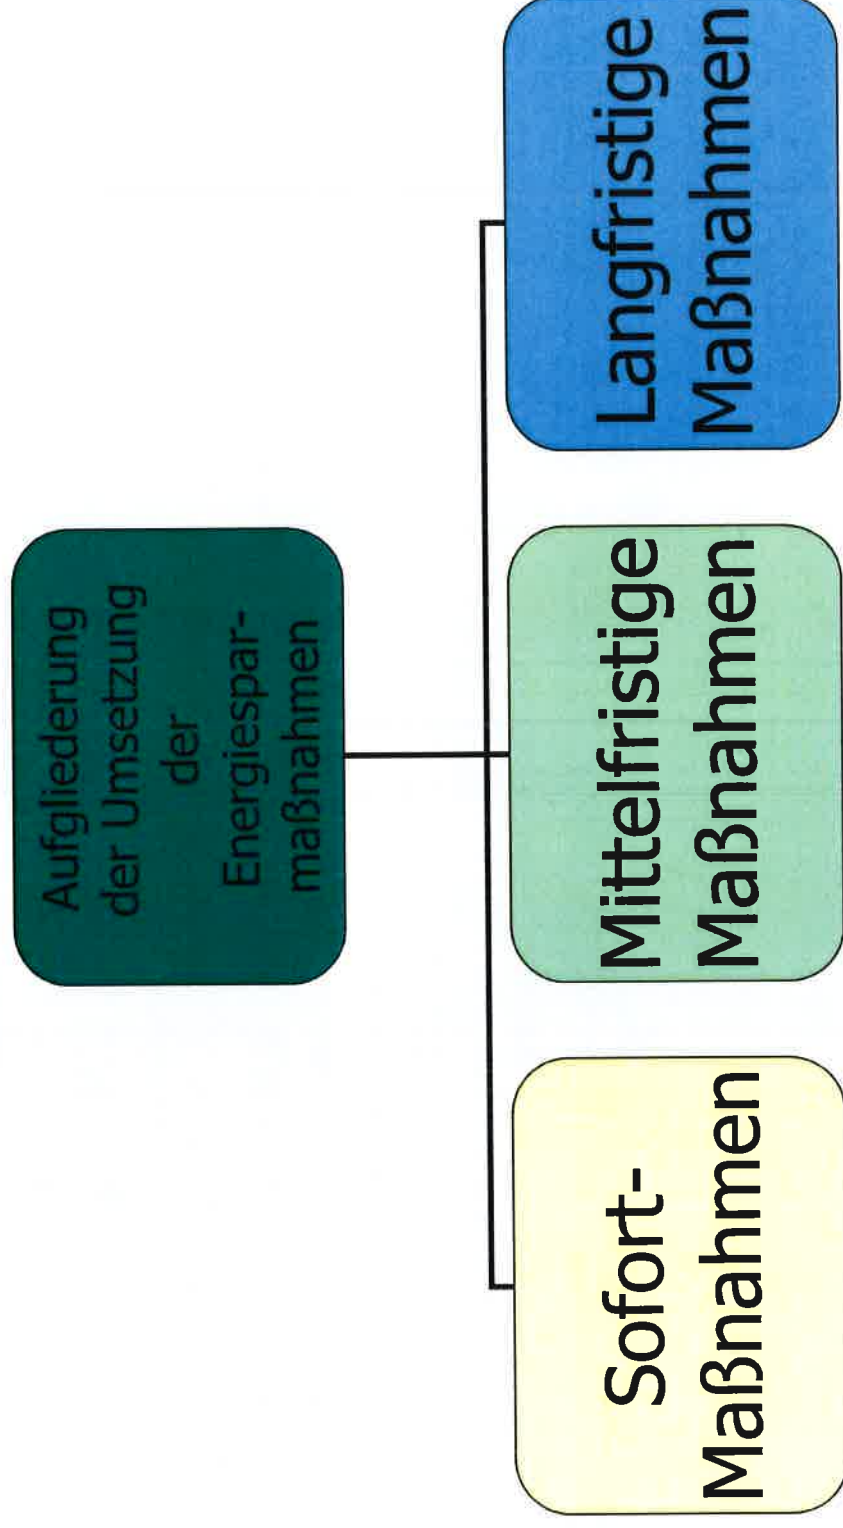 Aufgliederung
der Umsetzung
der
Energiespar-
maßnahmen
Sofort-
Maßnahmen
Mittelfristige
Maßnahmen
Langfristige
Maßnahmen